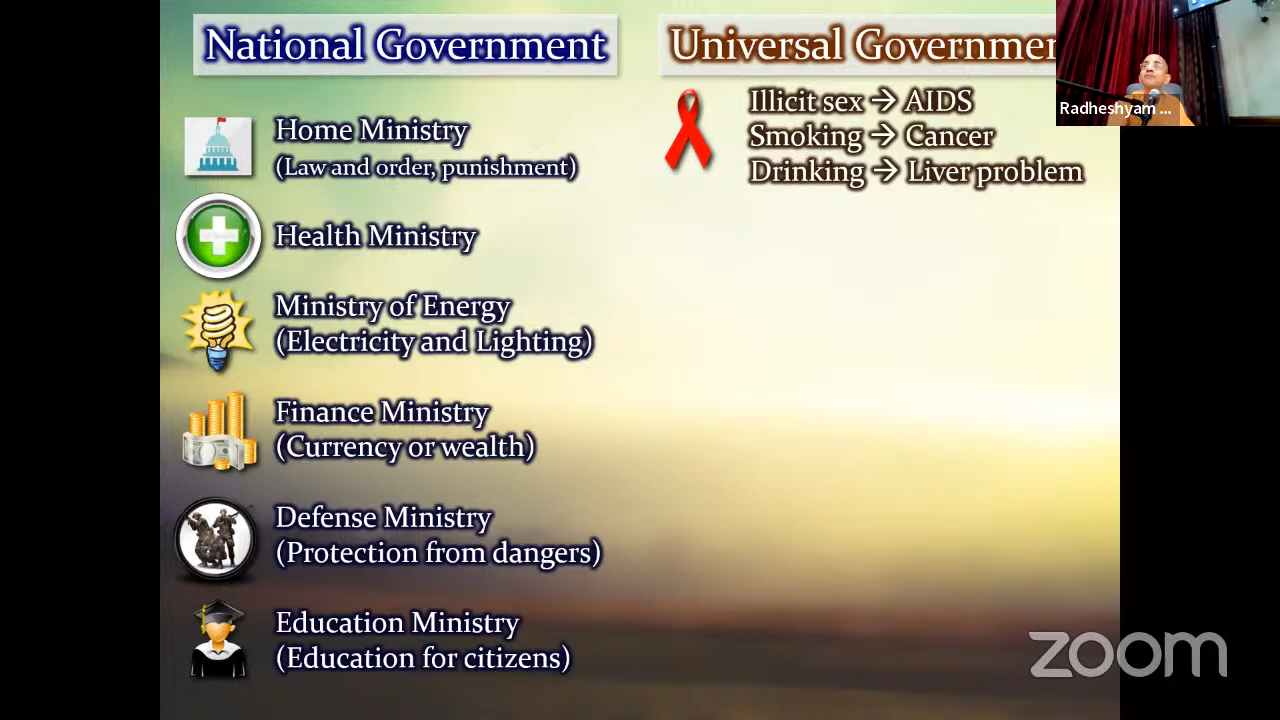 National Government
Home Ministry
(Law and order, punishment)
Health Ministry
Ministry of Energy
(Electricity and Lighting)
Finance Ministry
(Currency or wealth)
Defense Ministry
(Protection from dangers)
Education Ministry
(Education for citizens)
Universal Governmen
Illicit sex → AIDS
Smoking → Cancer
Drinking → Liver problem
Radheshyam ...
zoom